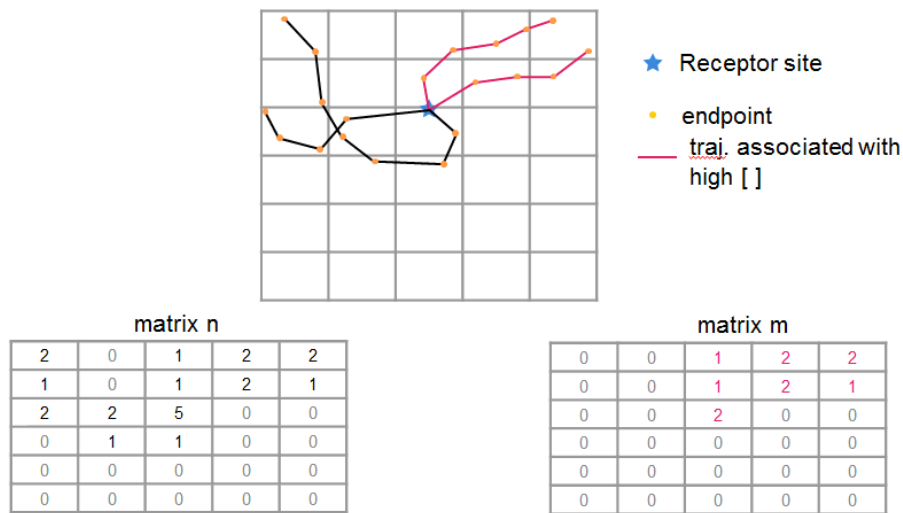 Receptor site
endpoint
traj. associated with
high [ ]
matrix n
2 0 1 2 2
1 0 1 2 1
2 2 5 0 0
0 1 1 0 0
0 0 0 0 0
0 0 0 0 0
matrix m
0 0 1 2 2
0 0 1 2 1
0 0 2 0 0
0 0 0 0 0
0 0 0 0 0
0 0 0 0 0